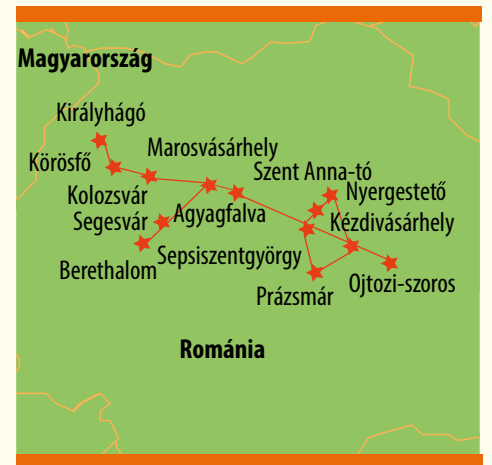 Magyarország
Királyhágó
Körösfő
Marosvásárhely
Szent Anna-tó
Kolozsvár
Nyergestető
Segesvár
Agyagfalva
Kézdivásárhely
Berethalom
Sepsiszentgyörgy
Ojtozi-szoros
Prázsmár
Románia